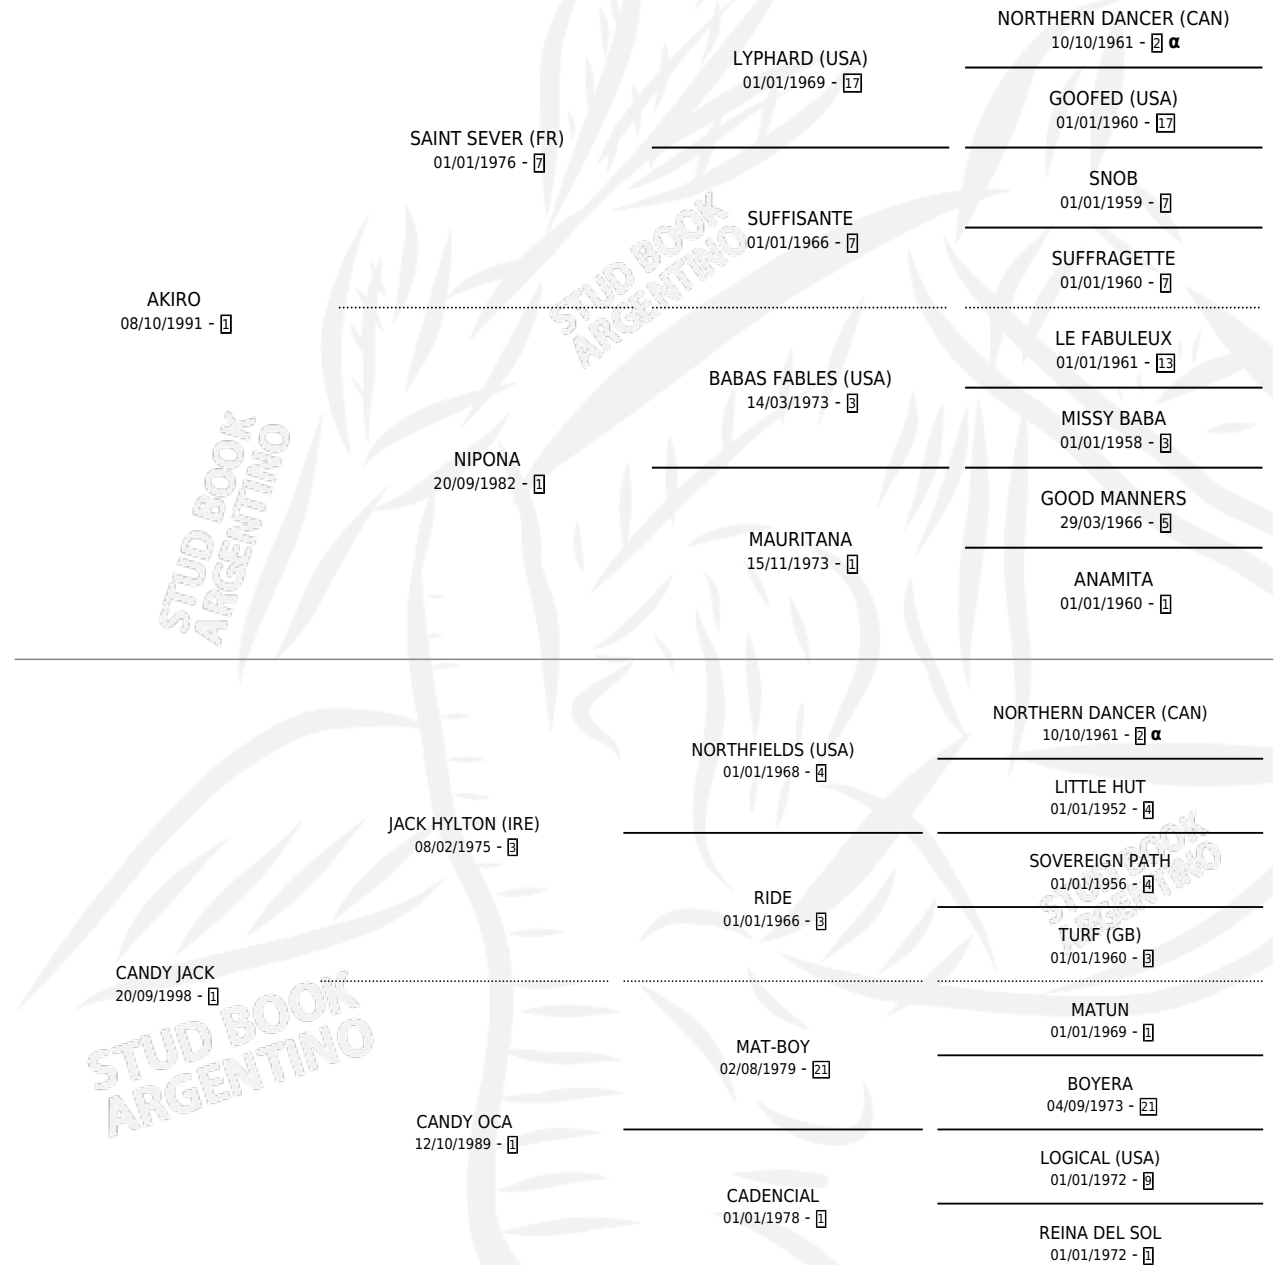 NORTHERN DANCER (CAN)
10/10/1961 - 2 α
LYPHARD (USA)
01/01/1969 - 17
GOOFED (USA)
01/01/1960 - 17
SAINT SEVER (FR)
01/01/1976 - 7
SNOB
01/01/1959 - 7
SUFFISANTE
01/01/1966 - 7
SUFFRAGETTE
01/01/1960 - 7
AKIRO
08/10/1991 - 1
LE FABULEUX
01/01/1961 - 13
BABAS FABLES (USA)
14/03/1973 - 3
MISSY BABA
01/01/1958 - 3
NIPONA
20/09/1982 - 1
GOOD MANNERS
29/03/1966 - 5
MAURITANA
15/11/1973 - 1
ANAMITA
01/01/1960 - 1
STUD BOOK
ARGENTINO
STUD BOOK
ARGENTINO
NORTHERN DANCER (CAN)
10/10/1961 - 2 α
NORTHFIELDS (USA)
01/01/1968 - 4
LITTLE HUT
01/01/1952 - 4
JACK HYLTON (IRE)
08/02/1975 - 3
SOVEREIGN PATH
01/01/1956 - 4
RIDE
01/01/1966 - 3
TURF (GB)
01/01/1960 - 3
CANDY JACK
20/09/1998 - 1
MATUN
01/01/1969 - 1
MAT-BOY
02/08/1979 - 21
BOYERA
04/09/1973 - 21
CANDY OCA
12/10/1989 - 1
LOGICAL (USA)
01/01/1972 - 9
CADENCIAL
01/01/1978 - 1
REINA DEL SOL
01/01/1972 - 1
STUD BOOK
ARGENTINO
STUD BOOK
ARGENTINO